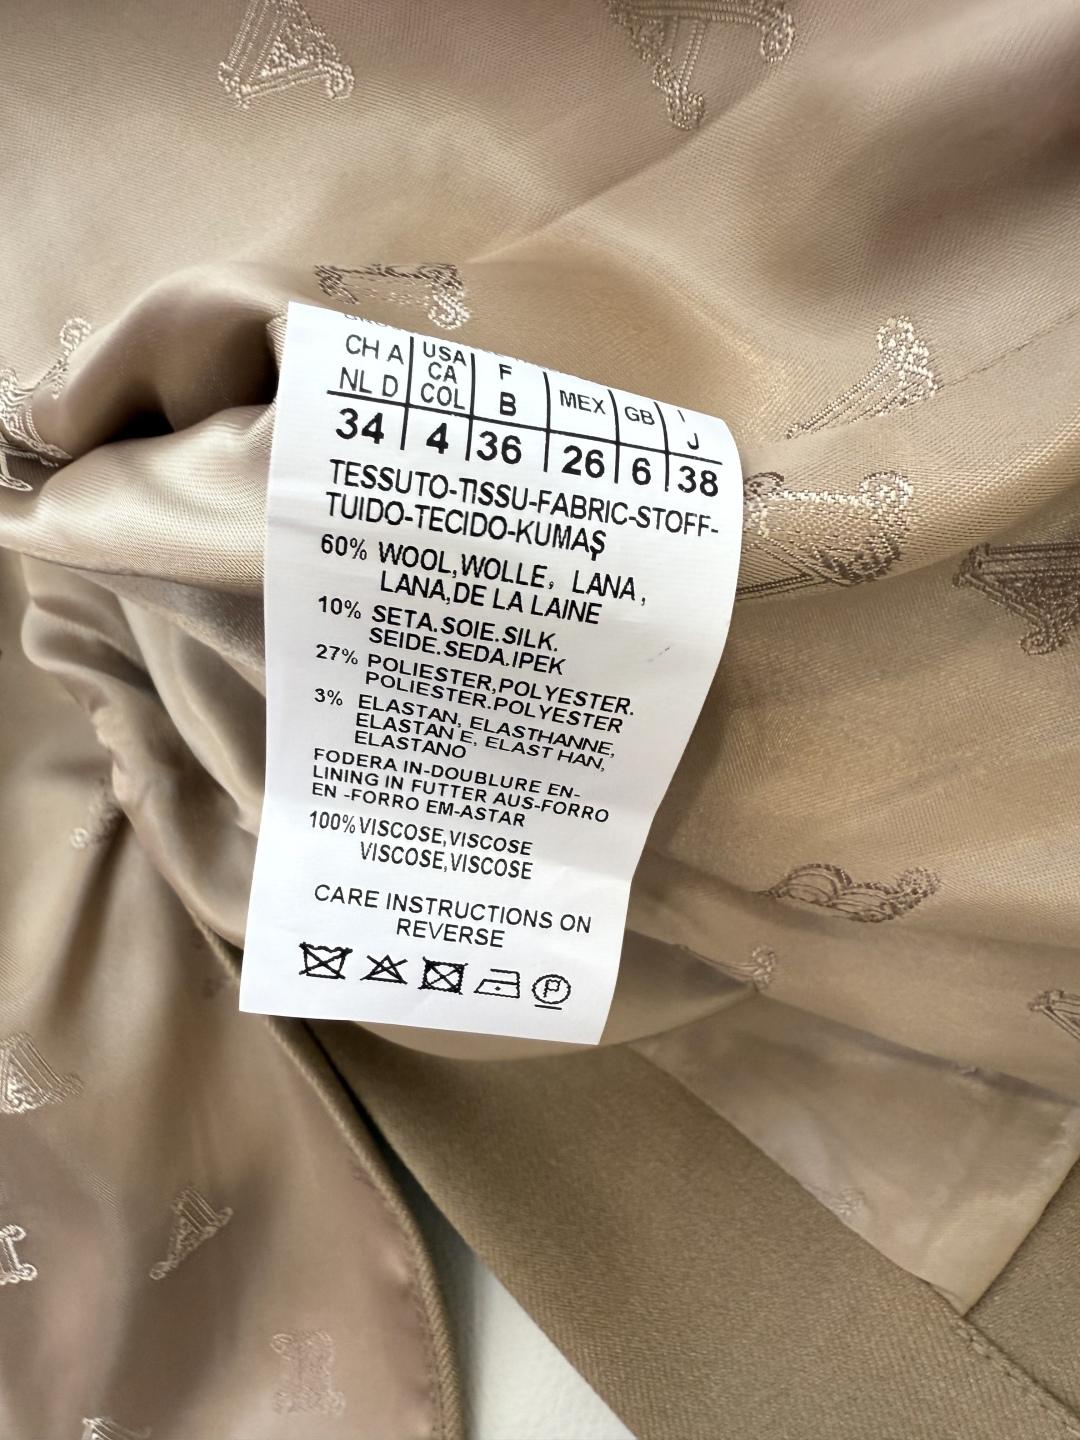 CH A USA F MEX GB I
NL D CA B J
COL
34 4 36 26 6 38
TESSUTO-TISSU-FABRIC-STOFF-
TUIDO-TECIDO-KUMAŞ
60% WOOL,WOLLE, LANA,
LANA,DE LA LAINE
10% SETA.SOIE.SILK.
SEIDE.SEDA.IPEK
27% POLIESTER,POLYESTER.
POLIESTER.POLYESTER
3% ELASTAN, ELASTHANNE,
ELASTAN E, ELAST HAN,
ELASTANO
FODERA IN-DOUBLURE EN-
LINING IN FUTTER AUS-FORRO
EN -FORRO EM-ASTAR
100% VISCOSE,VISCOSE
VISCOSE,VISCOSE
CARE INSTRUCTIONS ON
REVERSE
P